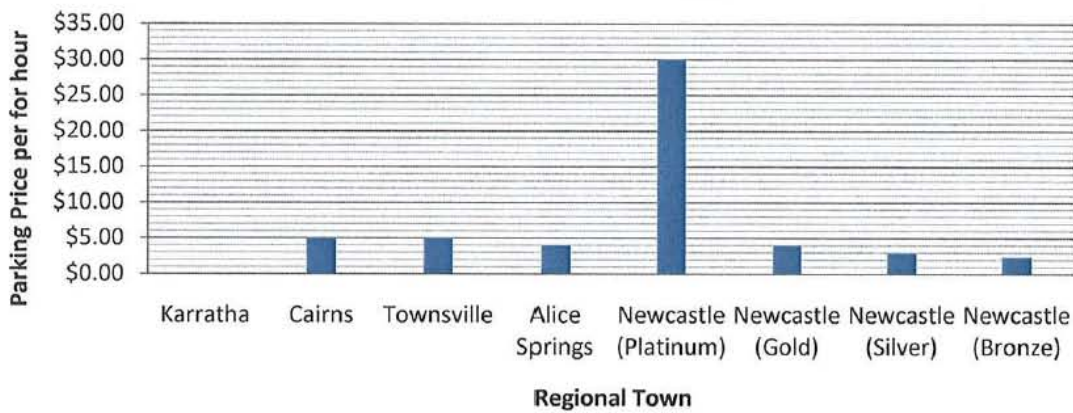 Parking Price per for hour
$35.00
$30.00
$25.00
$20.00
$15.00
$10.00
$5.00
$0.00
Karratha
Cairns
Townsville
Alice
Springs
Newcastle
(Platinum)
Newcastle
(Gold)
Newcastle
(Silver)
Newcastle
(Bronze)
Regional Town